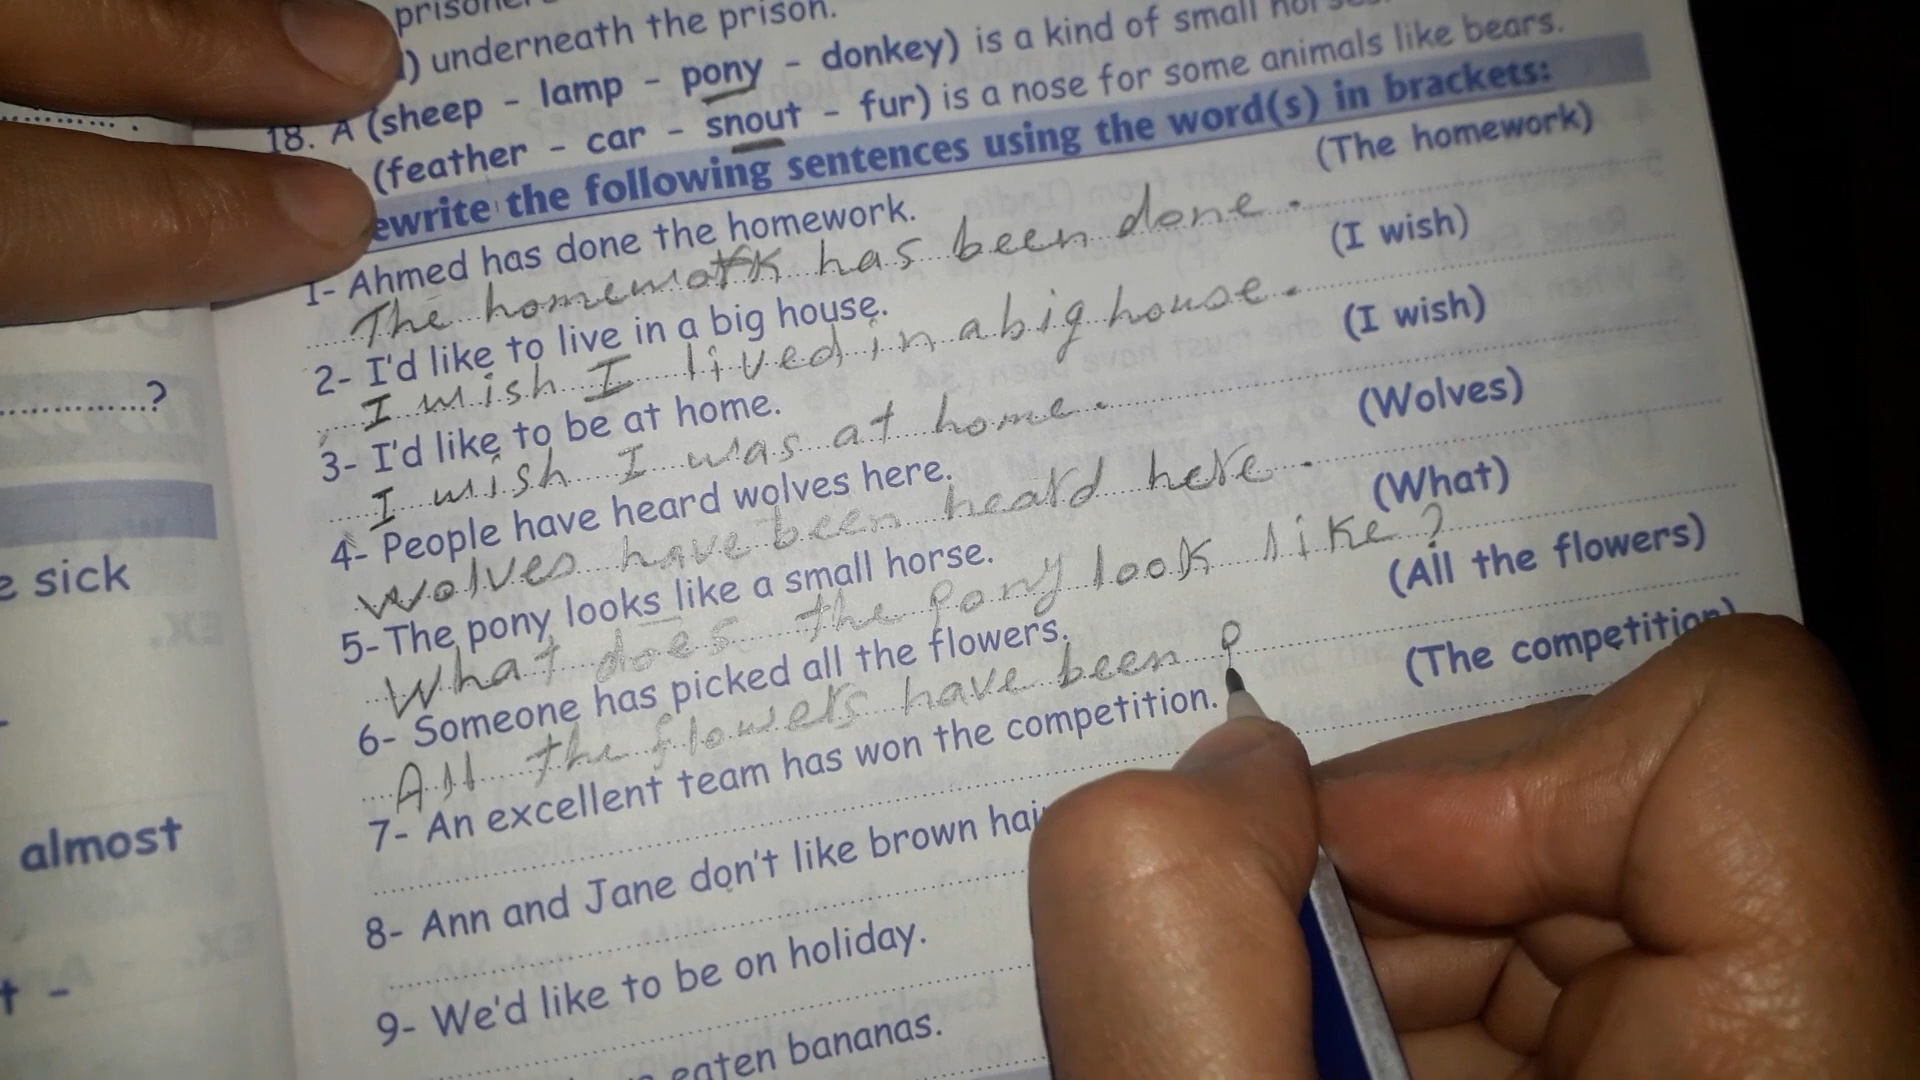 underneath the prison.
18. A (sheep - lamp - pony - donkey) is a kind of small
(feather - car - snout - fur) is a nose for some animals like bears.
ewrite the following sentences using the word(s) in brackets:
1- Ahmed has done the homework. (The homework)
The homework has been done.
2- I'd like to live in a big house. (I wish)
I wish I lived in a big house.
3- I'd like to be at home. (I wish)
I wish I was at home.
4- People have heard wolves here. (Wolves)
Wolves have been heard here.
5- The pony looks like a small horse. (What)
What does the pony look like?
6- Someone has picked all the flowers. (All the flowers)
All the flowers have been p
7- An excellent team has won the competition. (The competition)
8- Ann and Jane don't like brown hai
9- We'd like to be on holiday.
eaten bananas.
?
e sick
almost
t -